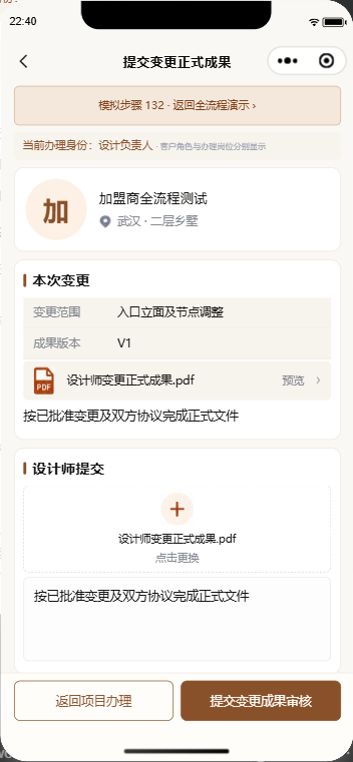 22:40
提交变更正式成果
模拟步骤 132 · 返回全流程演示 ›
当前办理身份：设计负责人 · 客户角色与办理岗位分别显示
加
加盟商全流程测试
武汉 · 二层乡墅
本次变更
变更范围 入口立面及节点调整
成果版本 V1
PDF 设计师变更正式成果.pdf 预览 ›
按已批准变更及双方协议完成正式文件
设计师提交
设计师变更正式成果.pdf
点击更换
按已批准变更及双方协议完成正式文件
返回项目办理 提交变更成果审核